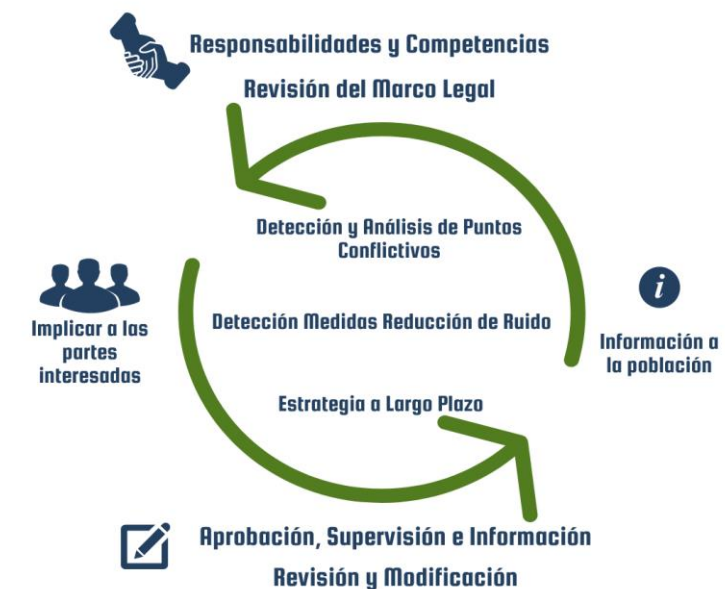 Responsabilidades y Competencias
Revisión del Marco Legal
Detección y Análisis de Puntos
Conflictivos
Implicar a las
partes
interesadas
Detección Medidas Reducción de Ruido
i
Información a
la población
Estrategia a Largo Plazo
Aprobación, Supervisión e Información
Revisión y Modificación